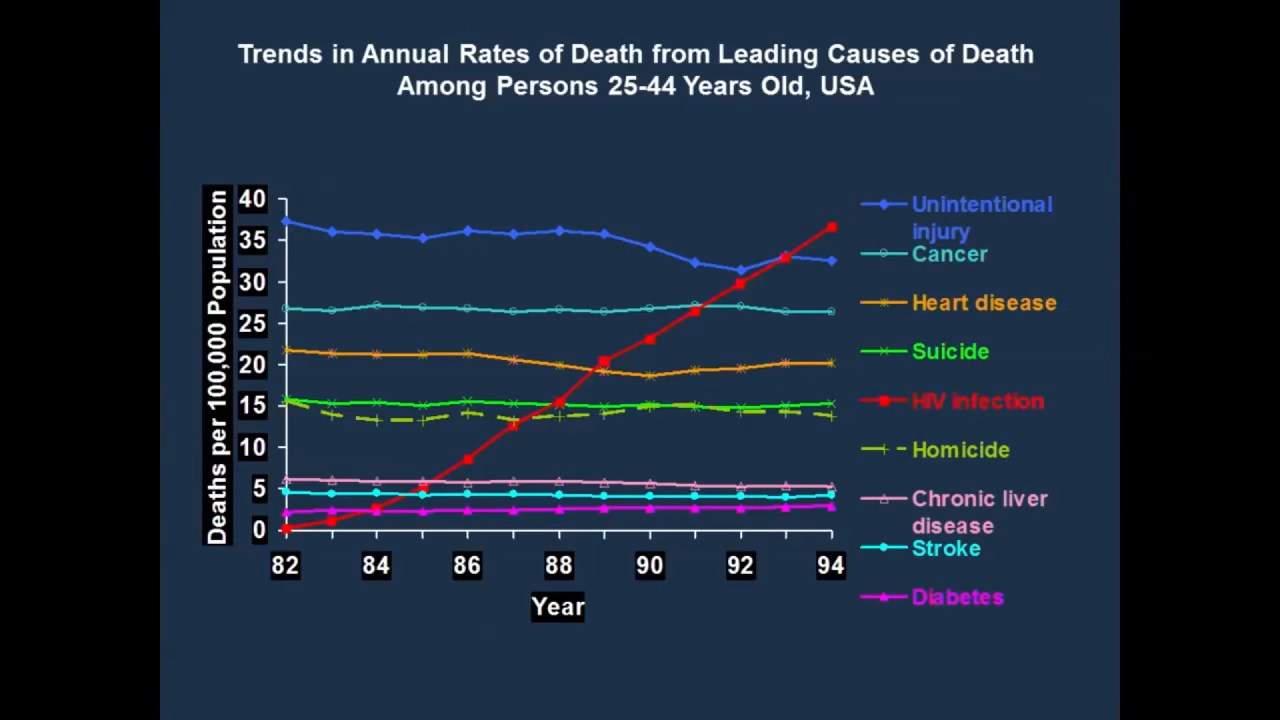 Trends in Annual Rates of Death from Leading Causes of Death
Among Persons 25-44 Years Old, USA
Deaths per 100,000 Population
40
35
30
25
20
15
10
5
0
82 84 86 88 90 92 94
Year
Unintentional
injury
Cancer
Heart disease
Suicide
HIV infection
Homicide
Chronic liver
disease
Stroke
Diabetes